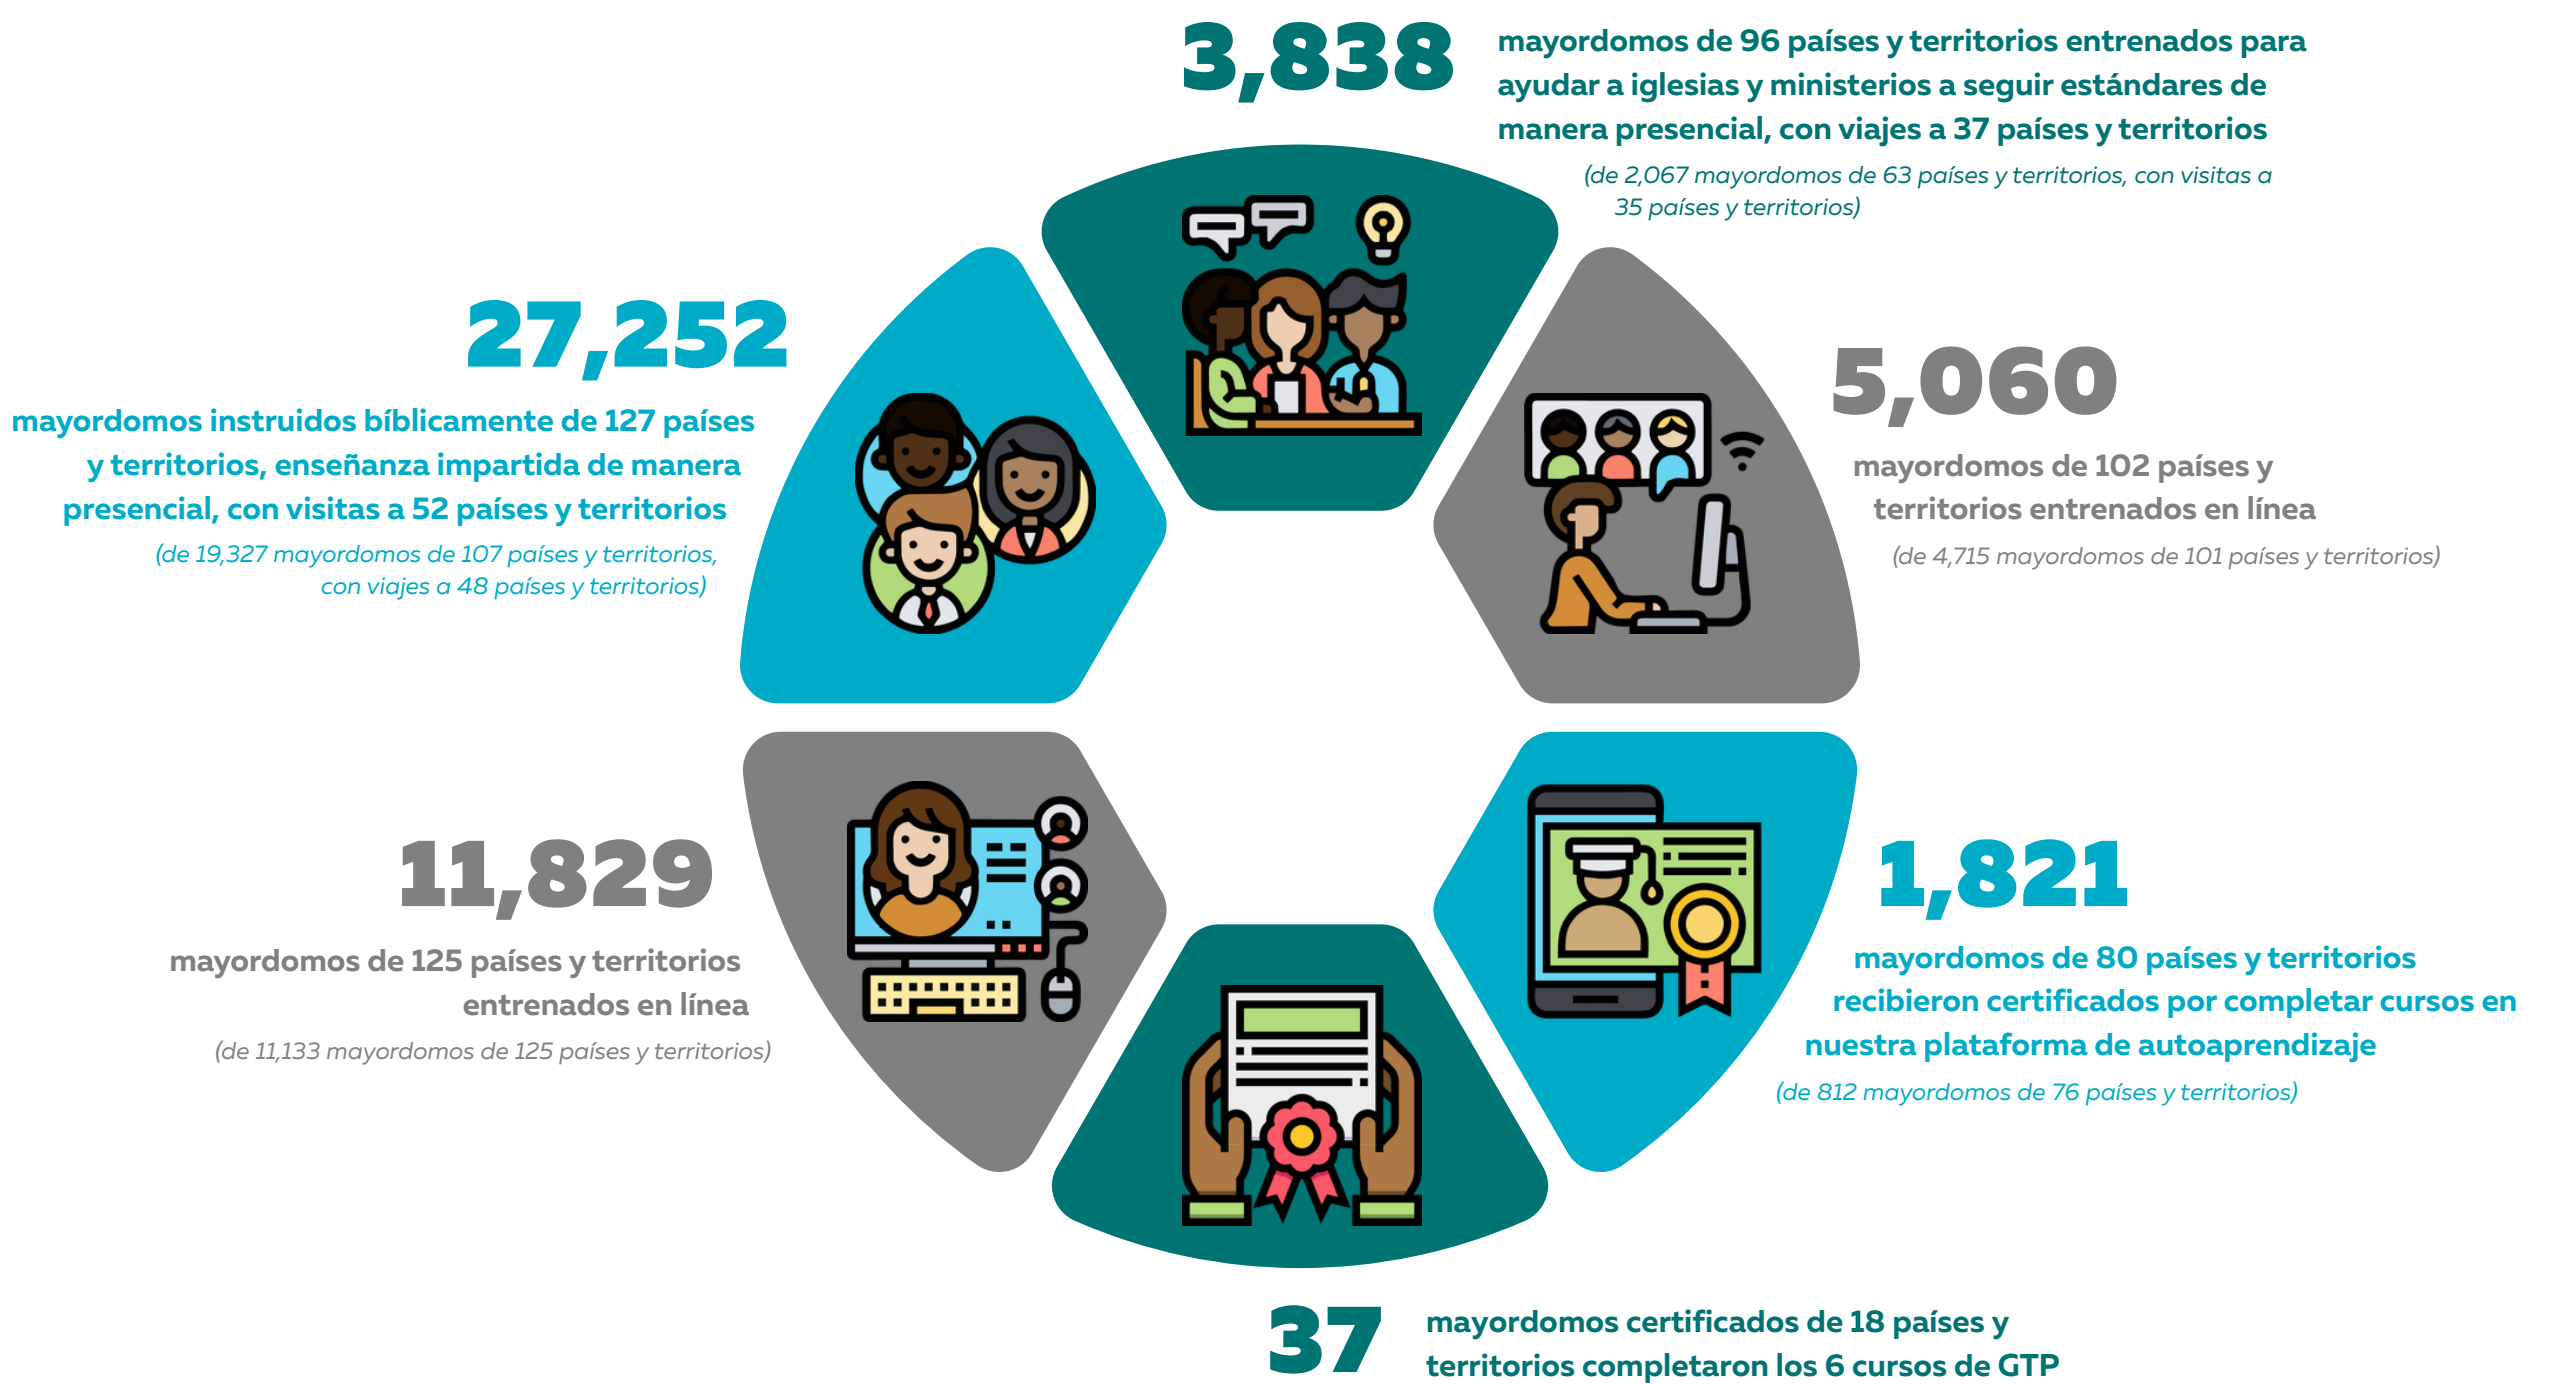 3,838
mayordomos de 96 países y territorios entrenados para
ayudar a iglesias y ministerios a seguir estándares de
manera presencial, con viajes a 37 países y territorios
(de 2,067 mayordomos de 63 países y territorios, con visitas a
35 países y territorios)
27,252
mayordomos instruidos bíblicamente de 127 países
y territorios, enseñanza impartida de manera
presencial, con visitas a 52 países y territorios
(de 19,327 mayordomos de 107 países y territorios,
con viajes a 48 países y territorios)
5,060
mayordomos de 102 países y
territorios entrenados en línea
(de 4,715 mayordomos de 101 países y territorios)
11,829
mayordomos de 125 países y territorios
entrenados en línea
(de 11,133 mayordomos de 125 países y territorios)
1,821
mayordomos de 80 países y territorios
recibieron certificados por completar cursos en
nuestra plataforma de autoaprendizaje
(de 812 mayordomos de 76 países y territorios)
37
mayordomos certificados de 18 países y
territorios completaron los 6 cursos de GTP